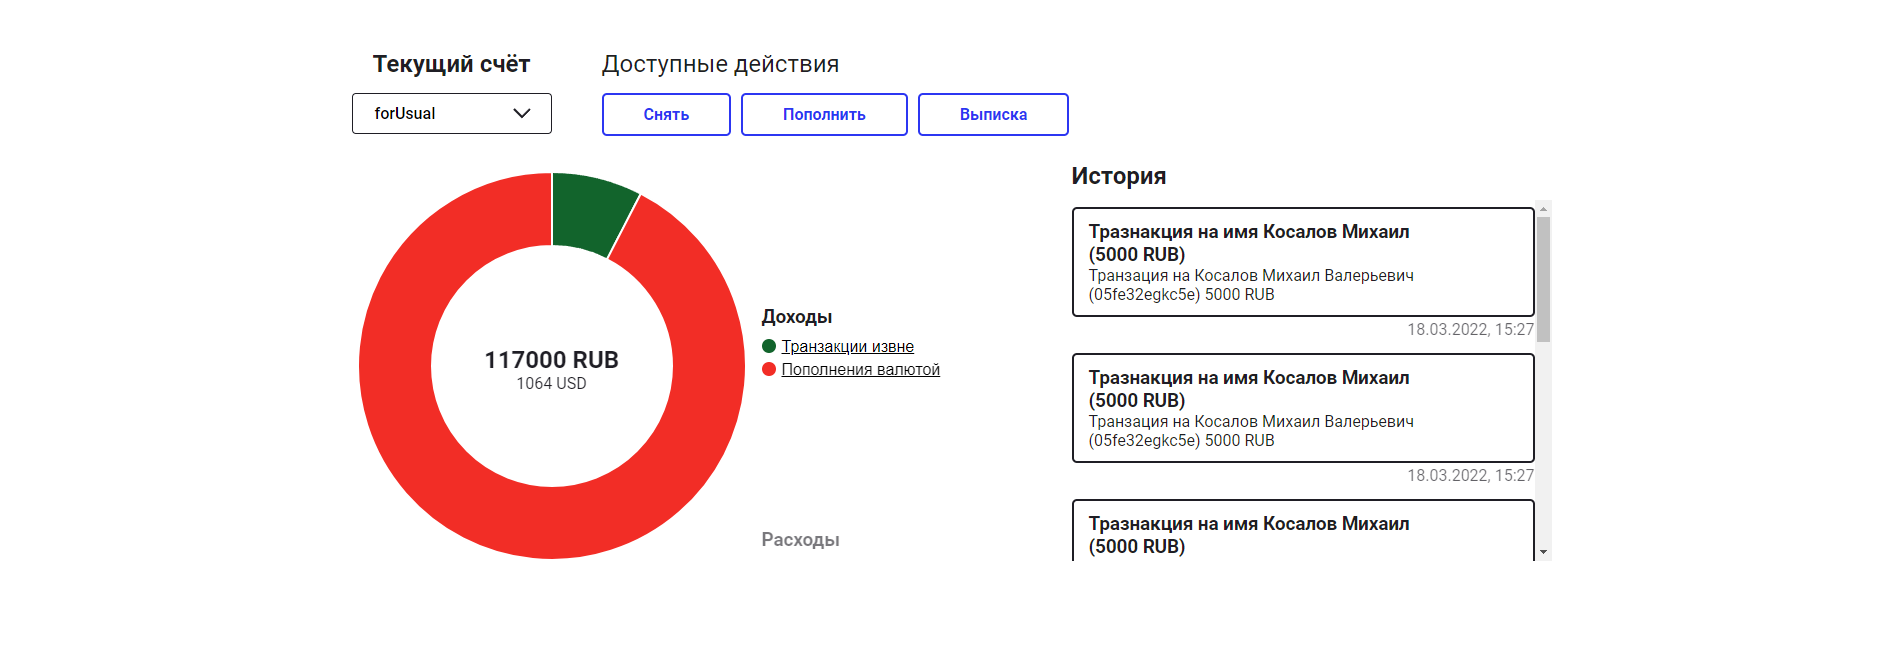 Текущий счёт
forUsual
Доступные действия
Снять
Пополнить
Выписка
117000 RUB
1064 USD
Доходы
Транзакции извне
Пополнения валютой
Расходы
История
Тразнакция на имя Косалов Михаил
(5000 RUB)
Транзация на Косалов Михаил Валерьевич
(05fe32egkc5e) 5000 RUB
18.03.2022, 15:27
Тразнакция на имя Косалов Михаил
(5000 RUB)
Транзация на Косалов Михаил Валерьевич
(05fe32egkc5e) 5000 RUB
18.03.2022, 15:27
Тразнакция на имя Косалов Михаил
(5000 RUB)